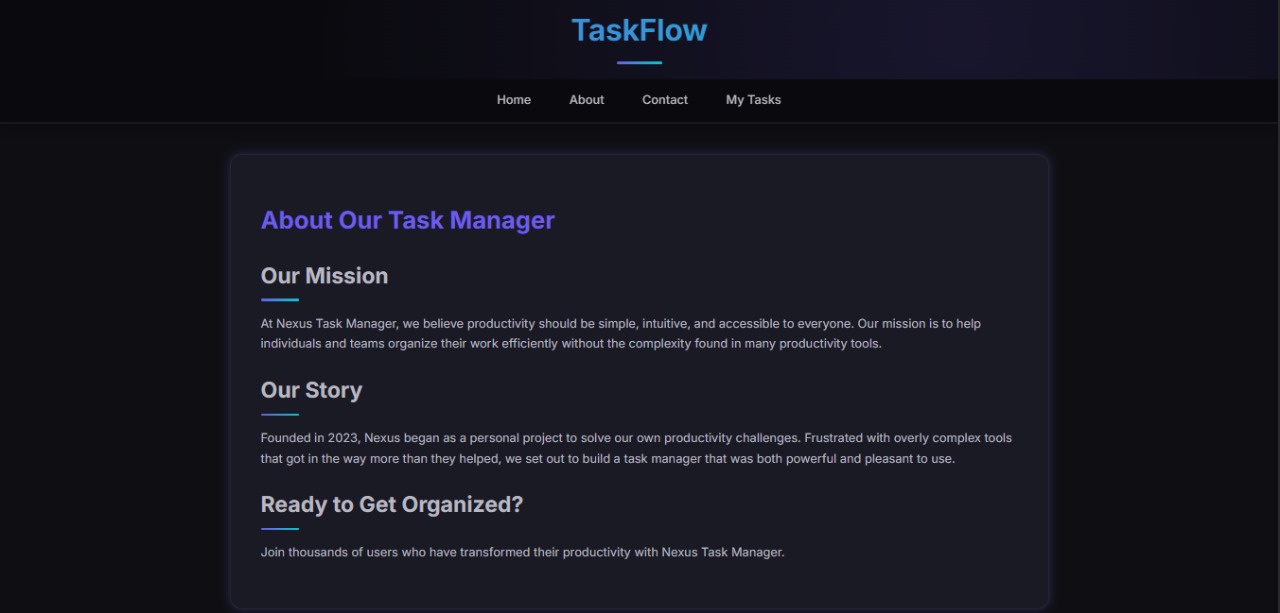 TaskFlow
Home About Contact My Tasks
About Our Task Manager
Our Mission
At Nexus Task Manager, we believe productivity should be simple, intuitive, and accessible to everyone. Our mission is to help
individuals and teams organize their work efficiently without the complexity found in many productivity tools.
Our Story
Founded in 2023, Nexus began as a personal project to solve our own productivity challenges. Frustrated with overly complex tools
that got in the way more than they helped, we set out to build a task manager that was both powerful and pleasant to use.
Ready to Get Organized?
Join thousands of users who have transformed their productivity with Nexus Task Manager.